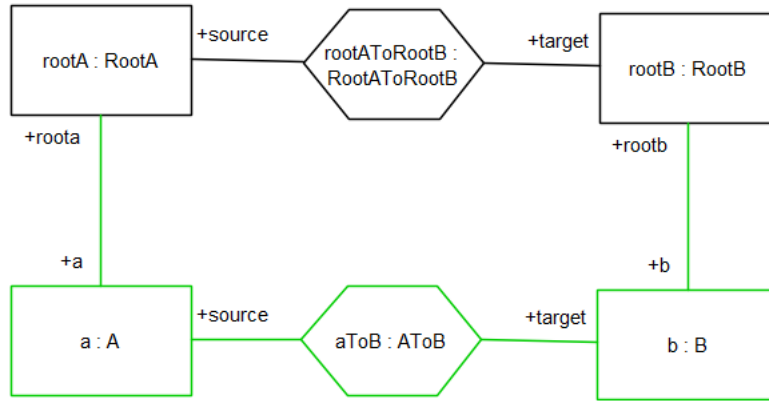 +source
rootA : RootA
rootAToRootB :
RootAToRootB
+target
rootB : RootB
+roota
+rootb
+a
+b
+source
+target
a : A
aToB : AToB
b : B